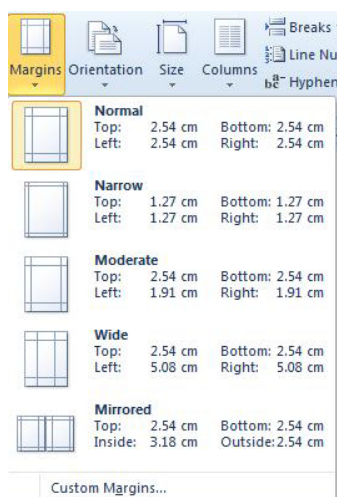 Breaks
Line Nu
Margins Orientation Size Columns
bc Hyphen
Normal
Top: 2.54 cm Bottom: 2.54 cm
Left: 2.54 cm Right: 2.54 cm
Narrow
Top: 1.27 cm Bottom: 1.27 cm
Left: 1.27 cm Right: 1.27 cm
Moderate
Top: 2.54 cm Bottom: 2.54 cm
Left: 1.91 cm Right: 1.91 cm
Wide
Top: 2.54 cm Bottom: 2.54 cm
Left: 5.08 cm Right: 5.08 cm
Mirrored
Top: 2.54 cm Bottom: 2.54 cm
Inside: 3.18 cm Outside: 2.54 cm
Custom Margins...